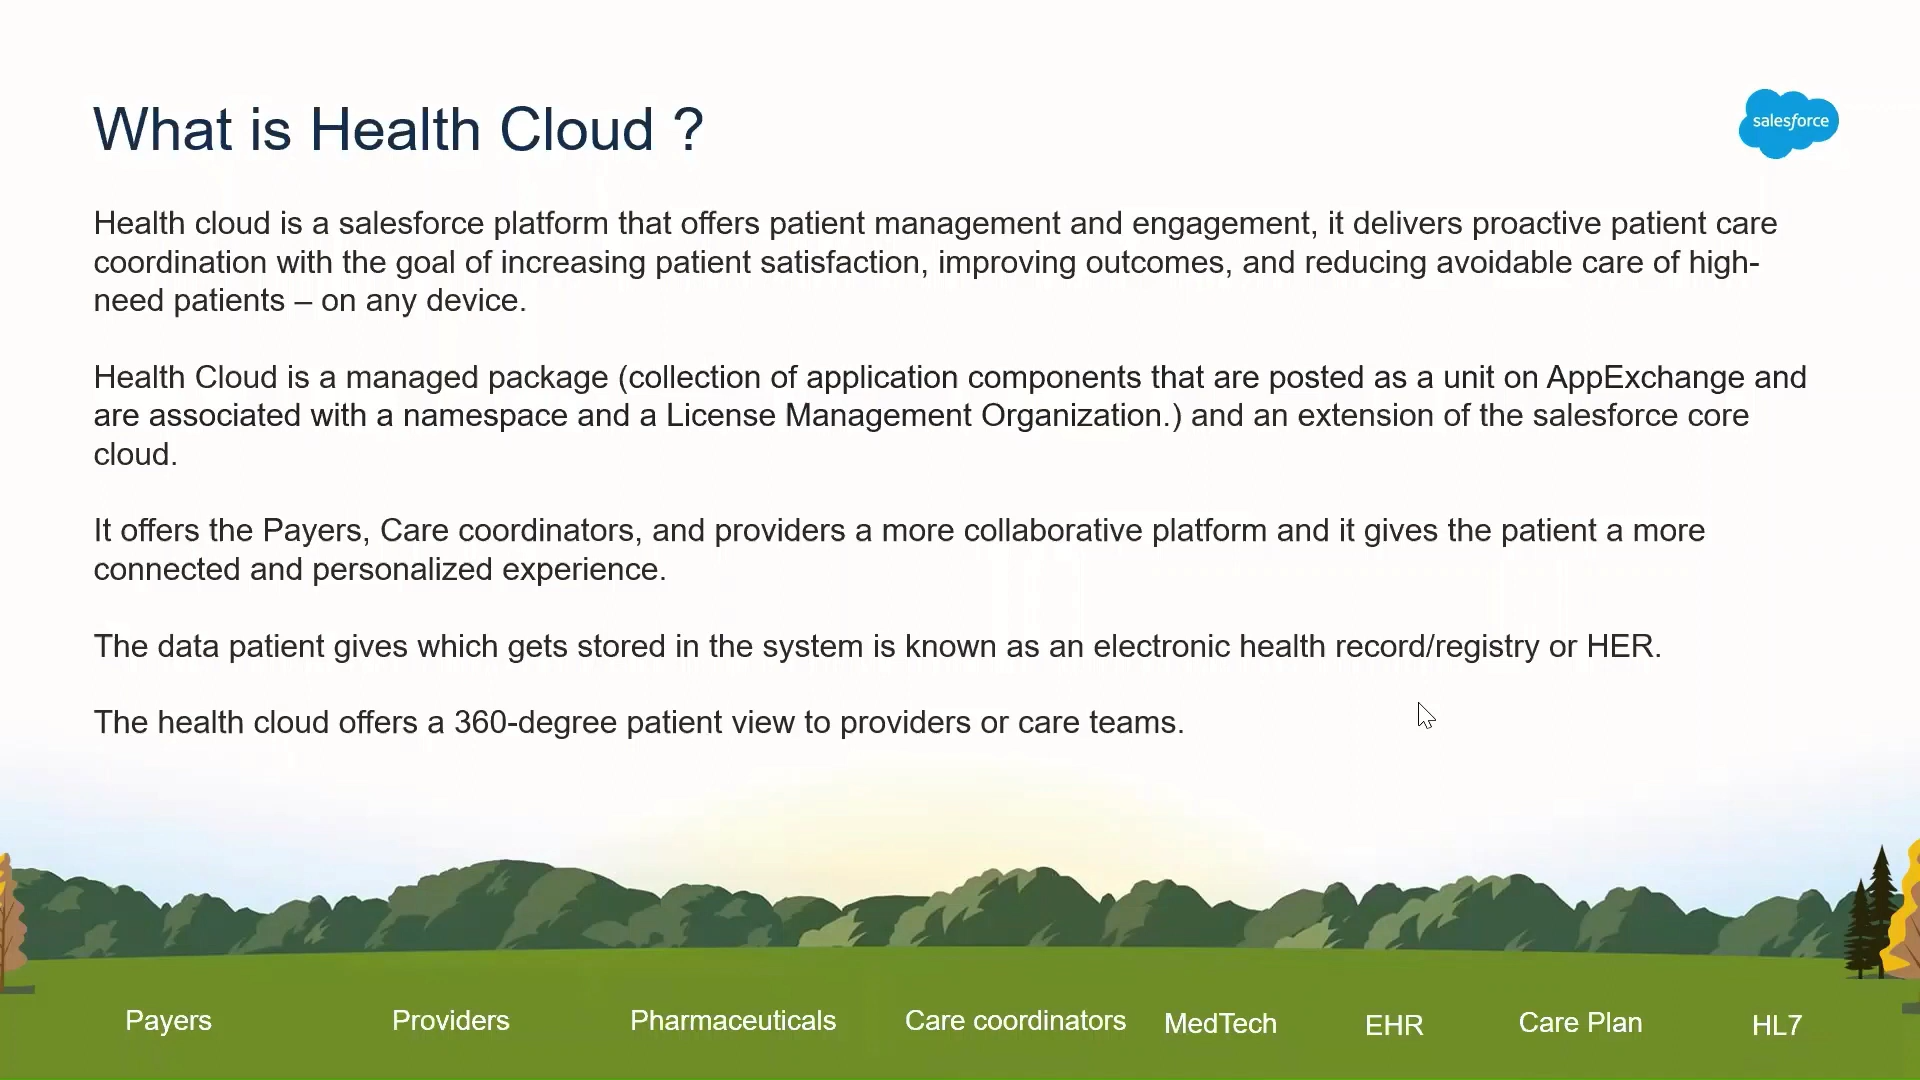 What is Health Cloud ?
salesforce
Health cloud is a salesforce platform that offers patient management and engagement, it delivers proactive patient care
coordination with the goal of increasing patient satisfaction, improving outcomes, and reducing avoidable care of high-
need patients – on any device.
Health Cloud is a managed package (collection of application components that are posted as a unit on AppExchange and
are associated with a namespace and a License Management Organization.) and an extension of the salesforce core
cloud.
It offers the Payers, Care coordinators, and providers a more collaborative platform and it gives the patient a more
connected and personalized experience.
The data patient gives which gets stored in the system is known as an electronic health record/registry or HER.
The health cloud offers a 360-degree patient view to providers or care teams.
Payers Providers Pharmaceuticals Care coordinators MedTech EHR Care Plan HL7